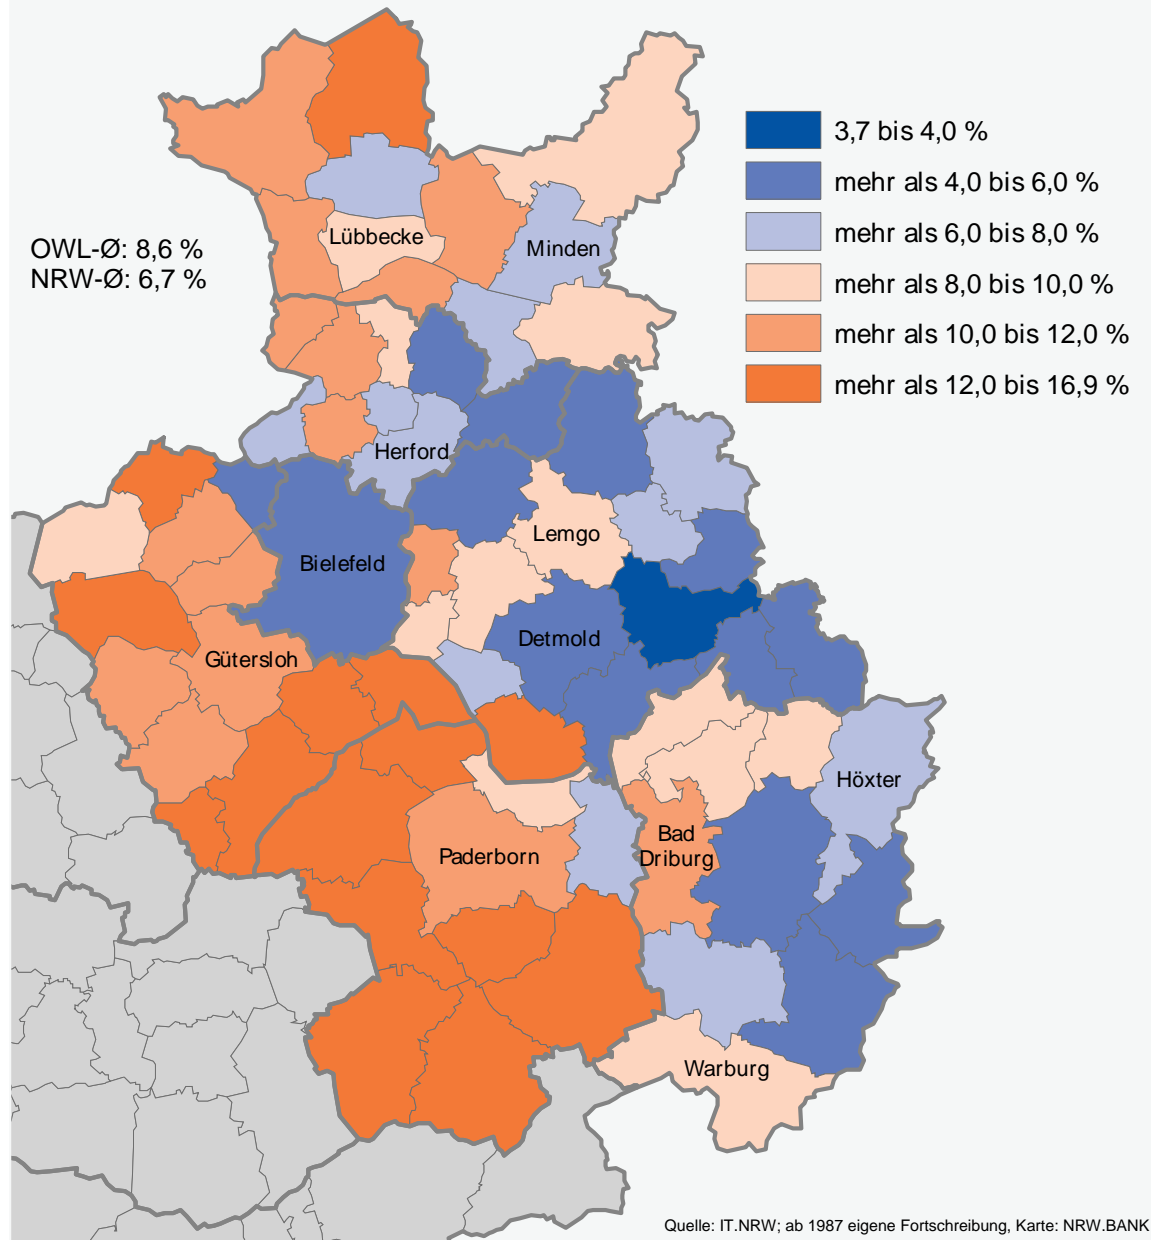 3,7 bis 4,0 %
mehr als 4,0 bis 6,0 %
mehr als 6,0 bis 8,0 %
mehr als 8,0 bis 10,0 %
mehr als 10,0 bis 12,0 %
mehr als 12,0 bis 16,9 %
OWL-Ø: 8,6 %
NRW-Ø: 6,7 %
Lübbecke
Minden
Herford
Lemgo
Bielefeld
Detmold
Gütersloh
Höxter
Bad
Driburg
Paderborn
Warburg
Quelle: IT.NRW; ab 1987 eigene Fortschreibung, Karte: NRW.BANK